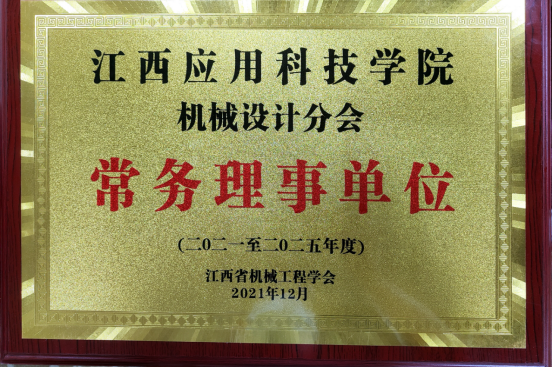 江西应用科技学院
机械设计分会
常务理事单位
(二〇二一至二〇二五年度)
江西省机械工程学会
2021年12月